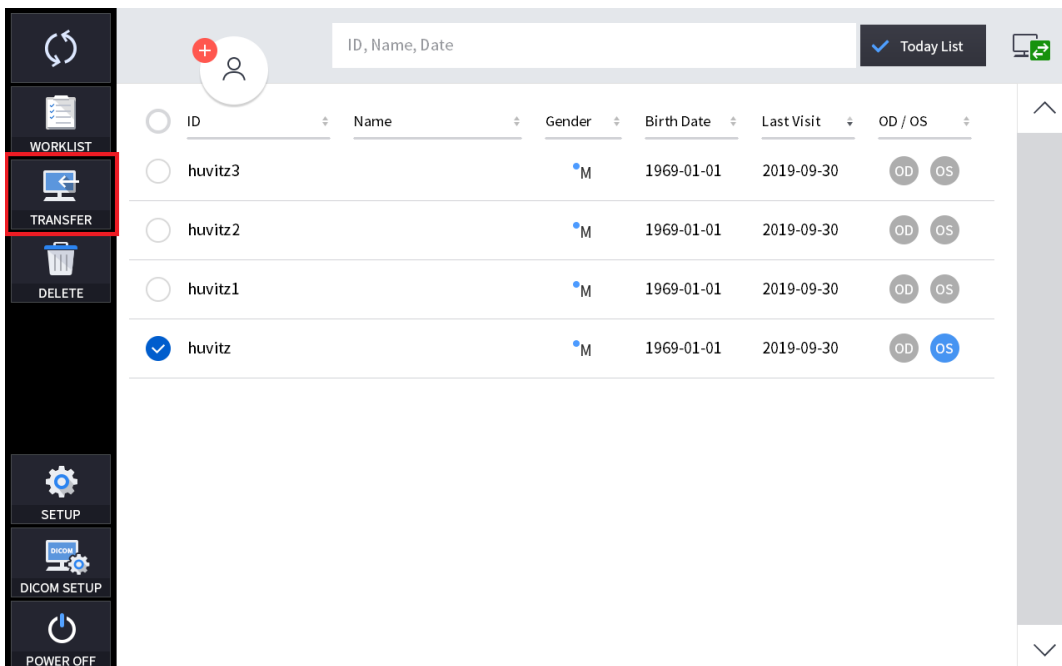 ID, Name, Date
Today List
WORKLIST
TRANSFER
DELETE
SETUP
DICOM
DICOM SETUP
POWER OFF
ID Name Gender Birth Date Last Visit OD / OS
huvitz3 M 1969-01-01 2019-09-30 OD OS
huvitz2 M 1969-01-01 2019-09-30 OD OS
huvitz1 M 1969-01-01 2019-09-30 OD OS
huvitz M 1969-01-01 2019-09-30 OD OS